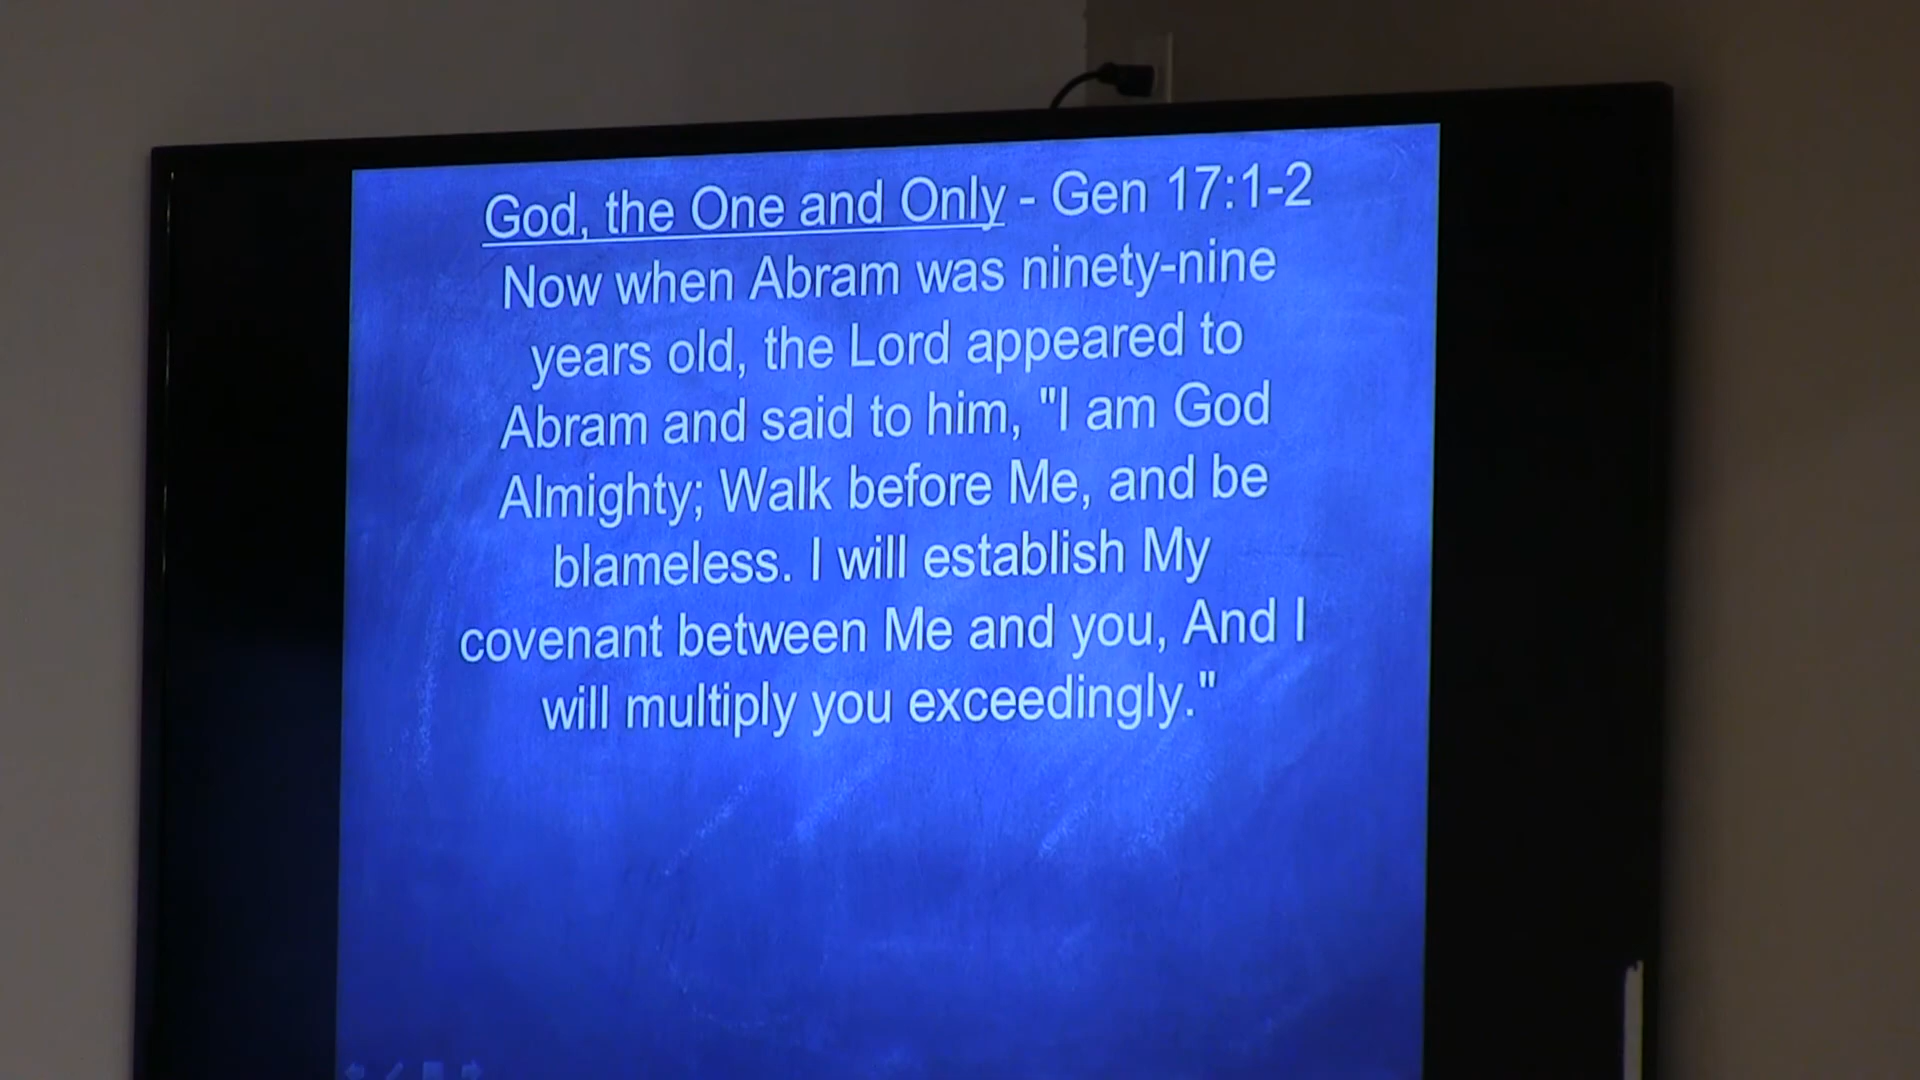 God, the One and Only - Gen 17:1-2
Now when Abram was ninety-nine
years old, the Lord appeared to
Abram and said to him, "I am God
Almighty; Walk before Me, and be
blameless. I will establish My
covenant between Me and you, And I
will multiply you exceedingly."